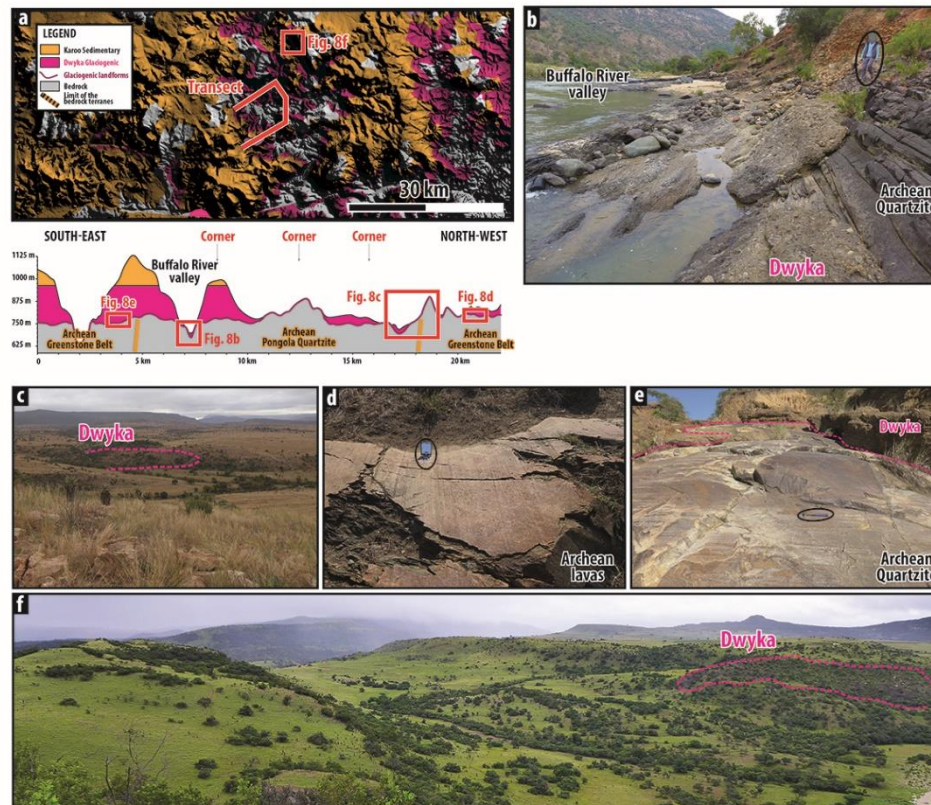 a
LEGEND
Karoo Sedimentary
Dwyka Glaciogenic
Glaciogenic landforms
Bedrock
Limit of the
bedrock terranes
Fig. 8f
Transect
30 km
SOUTH-EAST
Corner
Corner
Corner
NORTH-WEST
1125 m
1000 m
875 m
750 m
625 m
Buffalo River
valley
Fig. 8e
Fig. 8b
Fig. 8c
Fig. 8d
Archean
Greenstone Belt
Archean
Pongola Quartzite
Archean
Greenstone Belt
0
5 km
10 km
15 km
20 km
b
Buffalo River
valley
Archean
Quartzite
Dwyka
c
Dwyka
d
Archean
lavas
e
Dwyka
Archean
Quartzite
f
Dwyka